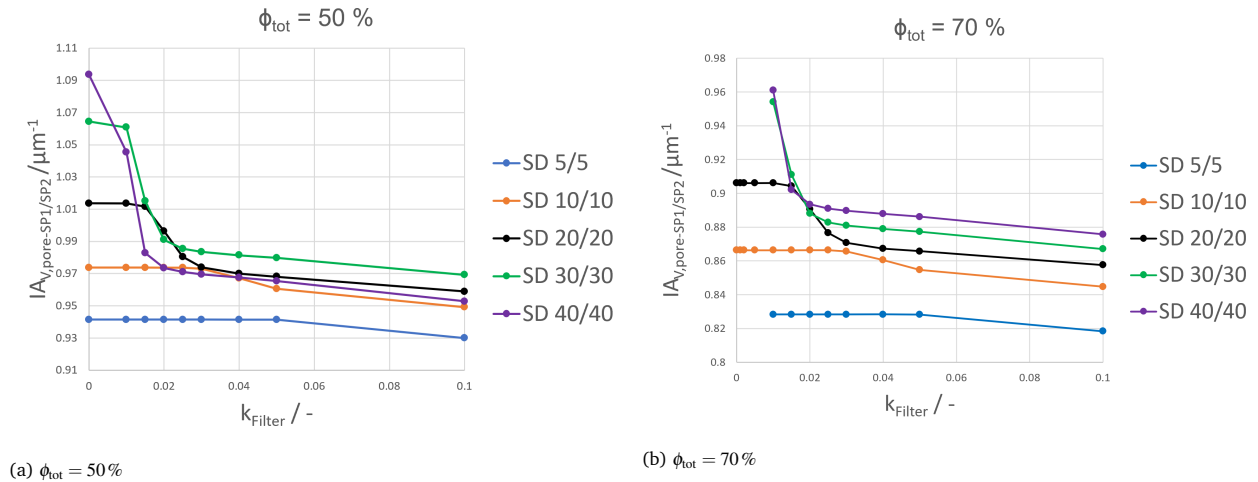 ϕtot = 50 %
IAV,pore-SP1/SP2 /µm-1
1.11
1.09
1.07
1.05
1.03
1.01
0.99
0.97
0.95
0.93
0.91
0
0.02
0.04
0.06
0.08
0.1
kFilter / -
SD 5/5
SD 10/10
SD 20/20
SD 30/30
SD 40/40
(a) ϕtot = 50%
ϕtot = 70 %
IAV,pore-SP1/SP2 /µm-1
0.98
0.96
0.94
0.92
0.9
0.88
0.86
0.84
0.82
0.8
0
0.02
0.04
0.06
0.08
0.1
kFilter / -
SD 5/5
SD 10/10
SD 20/20
SD 30/30
SD 40/40
(b) ϕtot = 70%